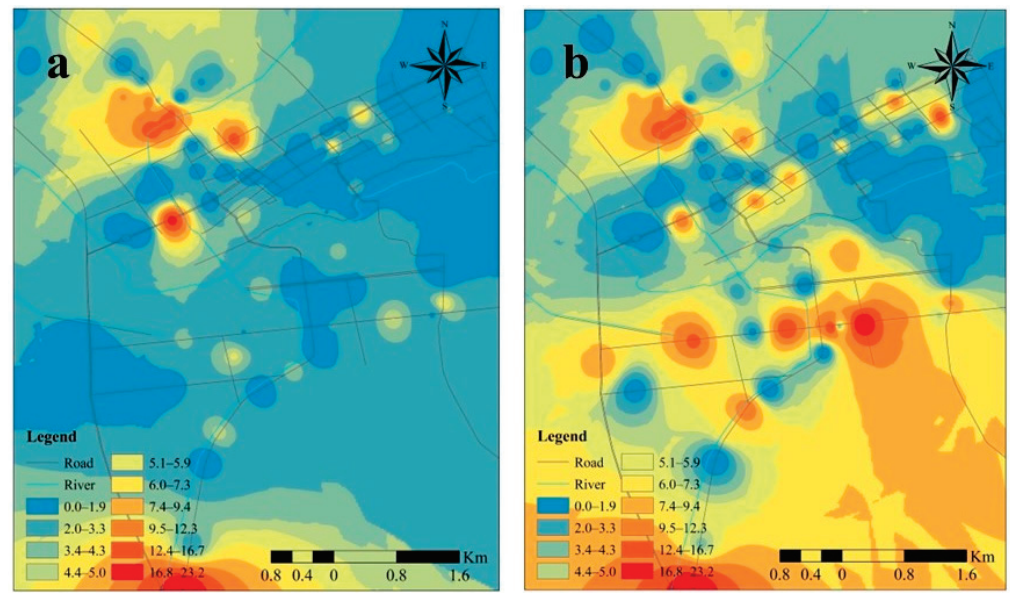 a
N
W E
S
Legend
Road 5.1–5.9
River 6.0–7.3
0.0–1.9 7.4–9.4
2.0–3.3 9.5–12.3
3.4–4.3 12.4–16.7
4.4–5.0 16.8–23.2
Km
0.8 0.4 0 0.8 1.6
b
N
W E
S
Legend
Road 5.1–5.9
River 6.0–7.3
0.0–1.9 7.4–9.4
2.0–3.3 9.5–12.3
3.4–4.3 12.4–16.7
4.4–5.0 16.8–23.2
Km
0.8 0.4 0 0.8 1.6